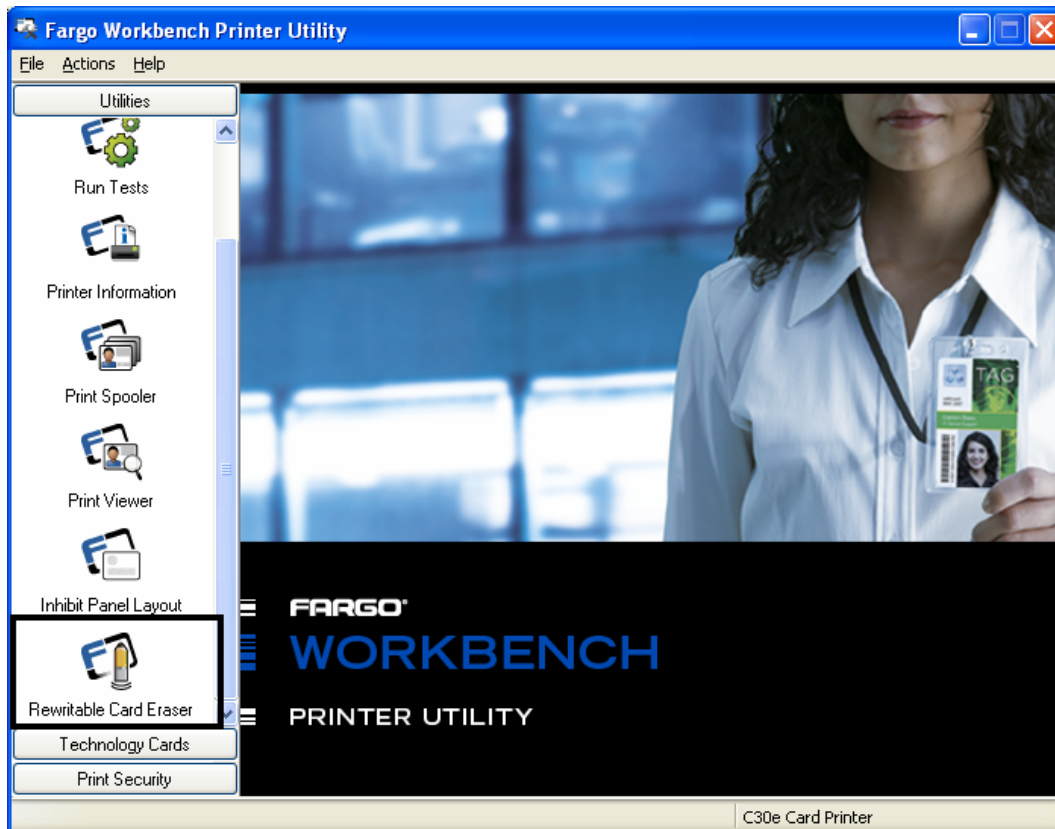 Fargo Workbench Printer Utility
File Actions Help
Utilities
Run Tests
Printer Information
Print Spooler
Print Viewer
Inhibit Panel Layout
Rewritable Card Eraser
Technology Cards
Print Security
TAG
FARGO®
WORKBENCH
PRINTER UTILITY
C30e Card Printer